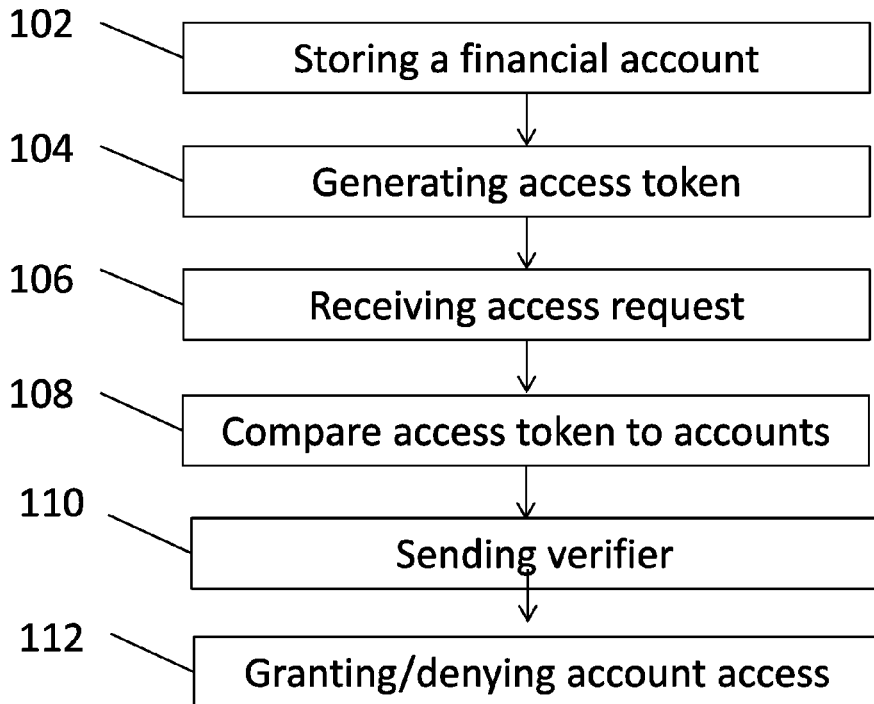 102
Storing a financial account
104
Generating access token
106
Receiving access request
108
Compare access token to accounts
110
Sending verifier
112
Granting/denying account access